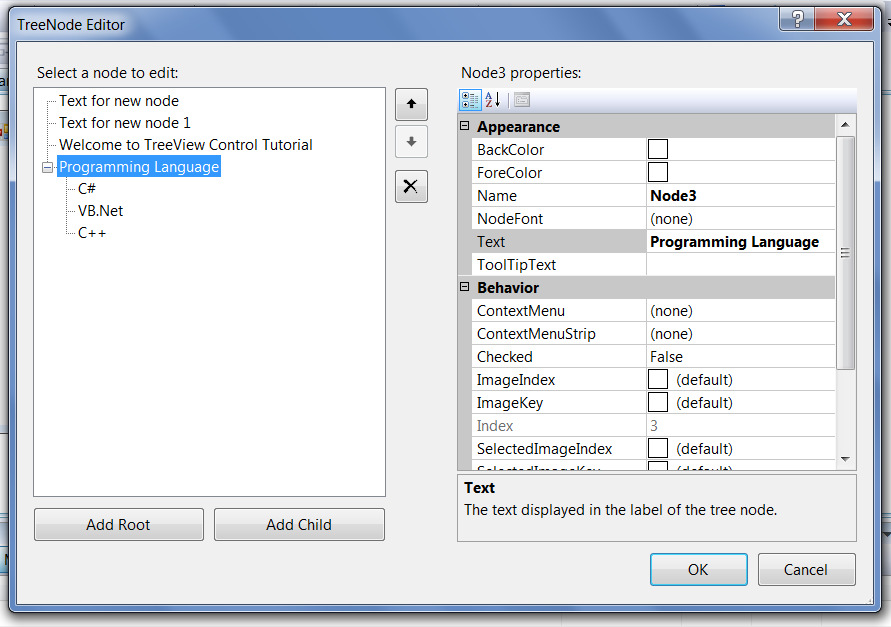 TreeNode Editor
Select a node to edit:
Text for new node
Text for new node 1
Welcome to TreeView Control Tutorial
Programming Language
C#
VB.Net
C++
Add Root
Add Child
Node3 properties:
Appearance
BackColor
ForeColor
Name Node3
NodeFont (none)
Text Programming Language
ToolTipText
Behavior
ContextMenu (none)
ContextMenuStrip (none)
Checked False
ImageIndex (default)
ImageKey (default)
Index 3
SelectedImageIndex (default)
SelectedImageKey (default)
Text
The text displayed in the label of the tree node.
OK
Cancel